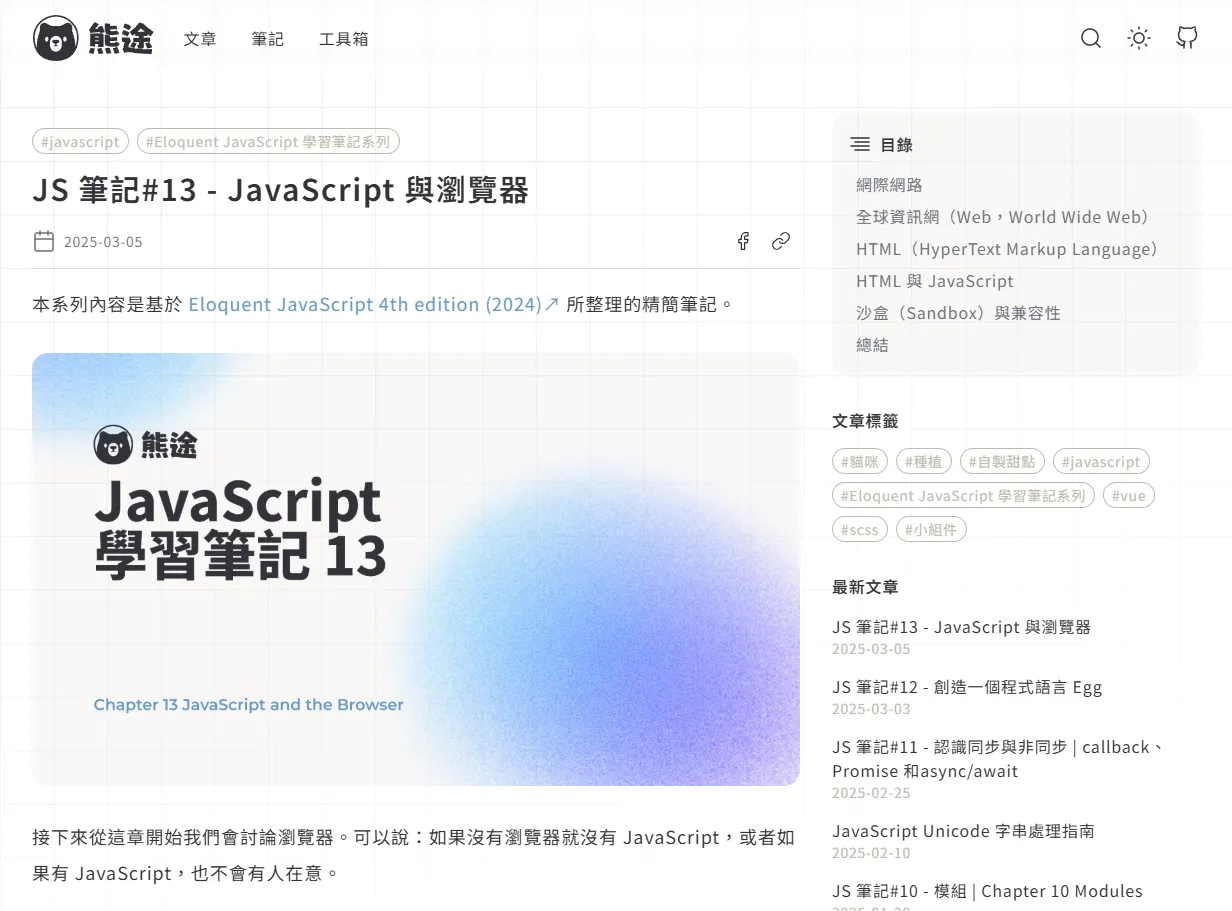 熊途
文章
筆記
工具箱
#javascript
#Eloquent JavaScript 學習筆記系列
JS 筆記#13 - JavaScript 與瀏覽器
2025-03-05
本系列內容是基於 Eloquent JavaScript 4th edition (2024)↗ 所整理的精簡筆記。
熊途
JavaScript
學習筆記 13
Chapter 13 JavaScript and the Browser
接下來從這章開始我們會討論瀏覽器。可以說：如果沒有瀏覽器就沒有 JavaScript，或者如
果有 JavaScript，也不會有人在意。
目錄
網際網路
全球資訊網（Web，World Wide Web）
HTML（HyperText Markup Language）
HTML 與 JavaScript
沙盒（Sandbox）與兼容性
總結
文章標籤
#貓咪
#種植
#自製甜點
#javascript
#Eloquent JavaScript 學習筆記系列
#vue
#scss
#小組件
最新文章
JS 筆記#13 - JavaScript 與瀏覽器
2025-03-05
JS 筆記#12 - 創造一個程式語言 Egg
2025-03-03
JS 筆記#11 - 認識同步與非同步 | callback、
Promise 和async/await
2025-02-25
JavaScript Unicode 字串處理指南
2025-02-10
JS 筆記#10 - 模組 | Chapter 10 Modules